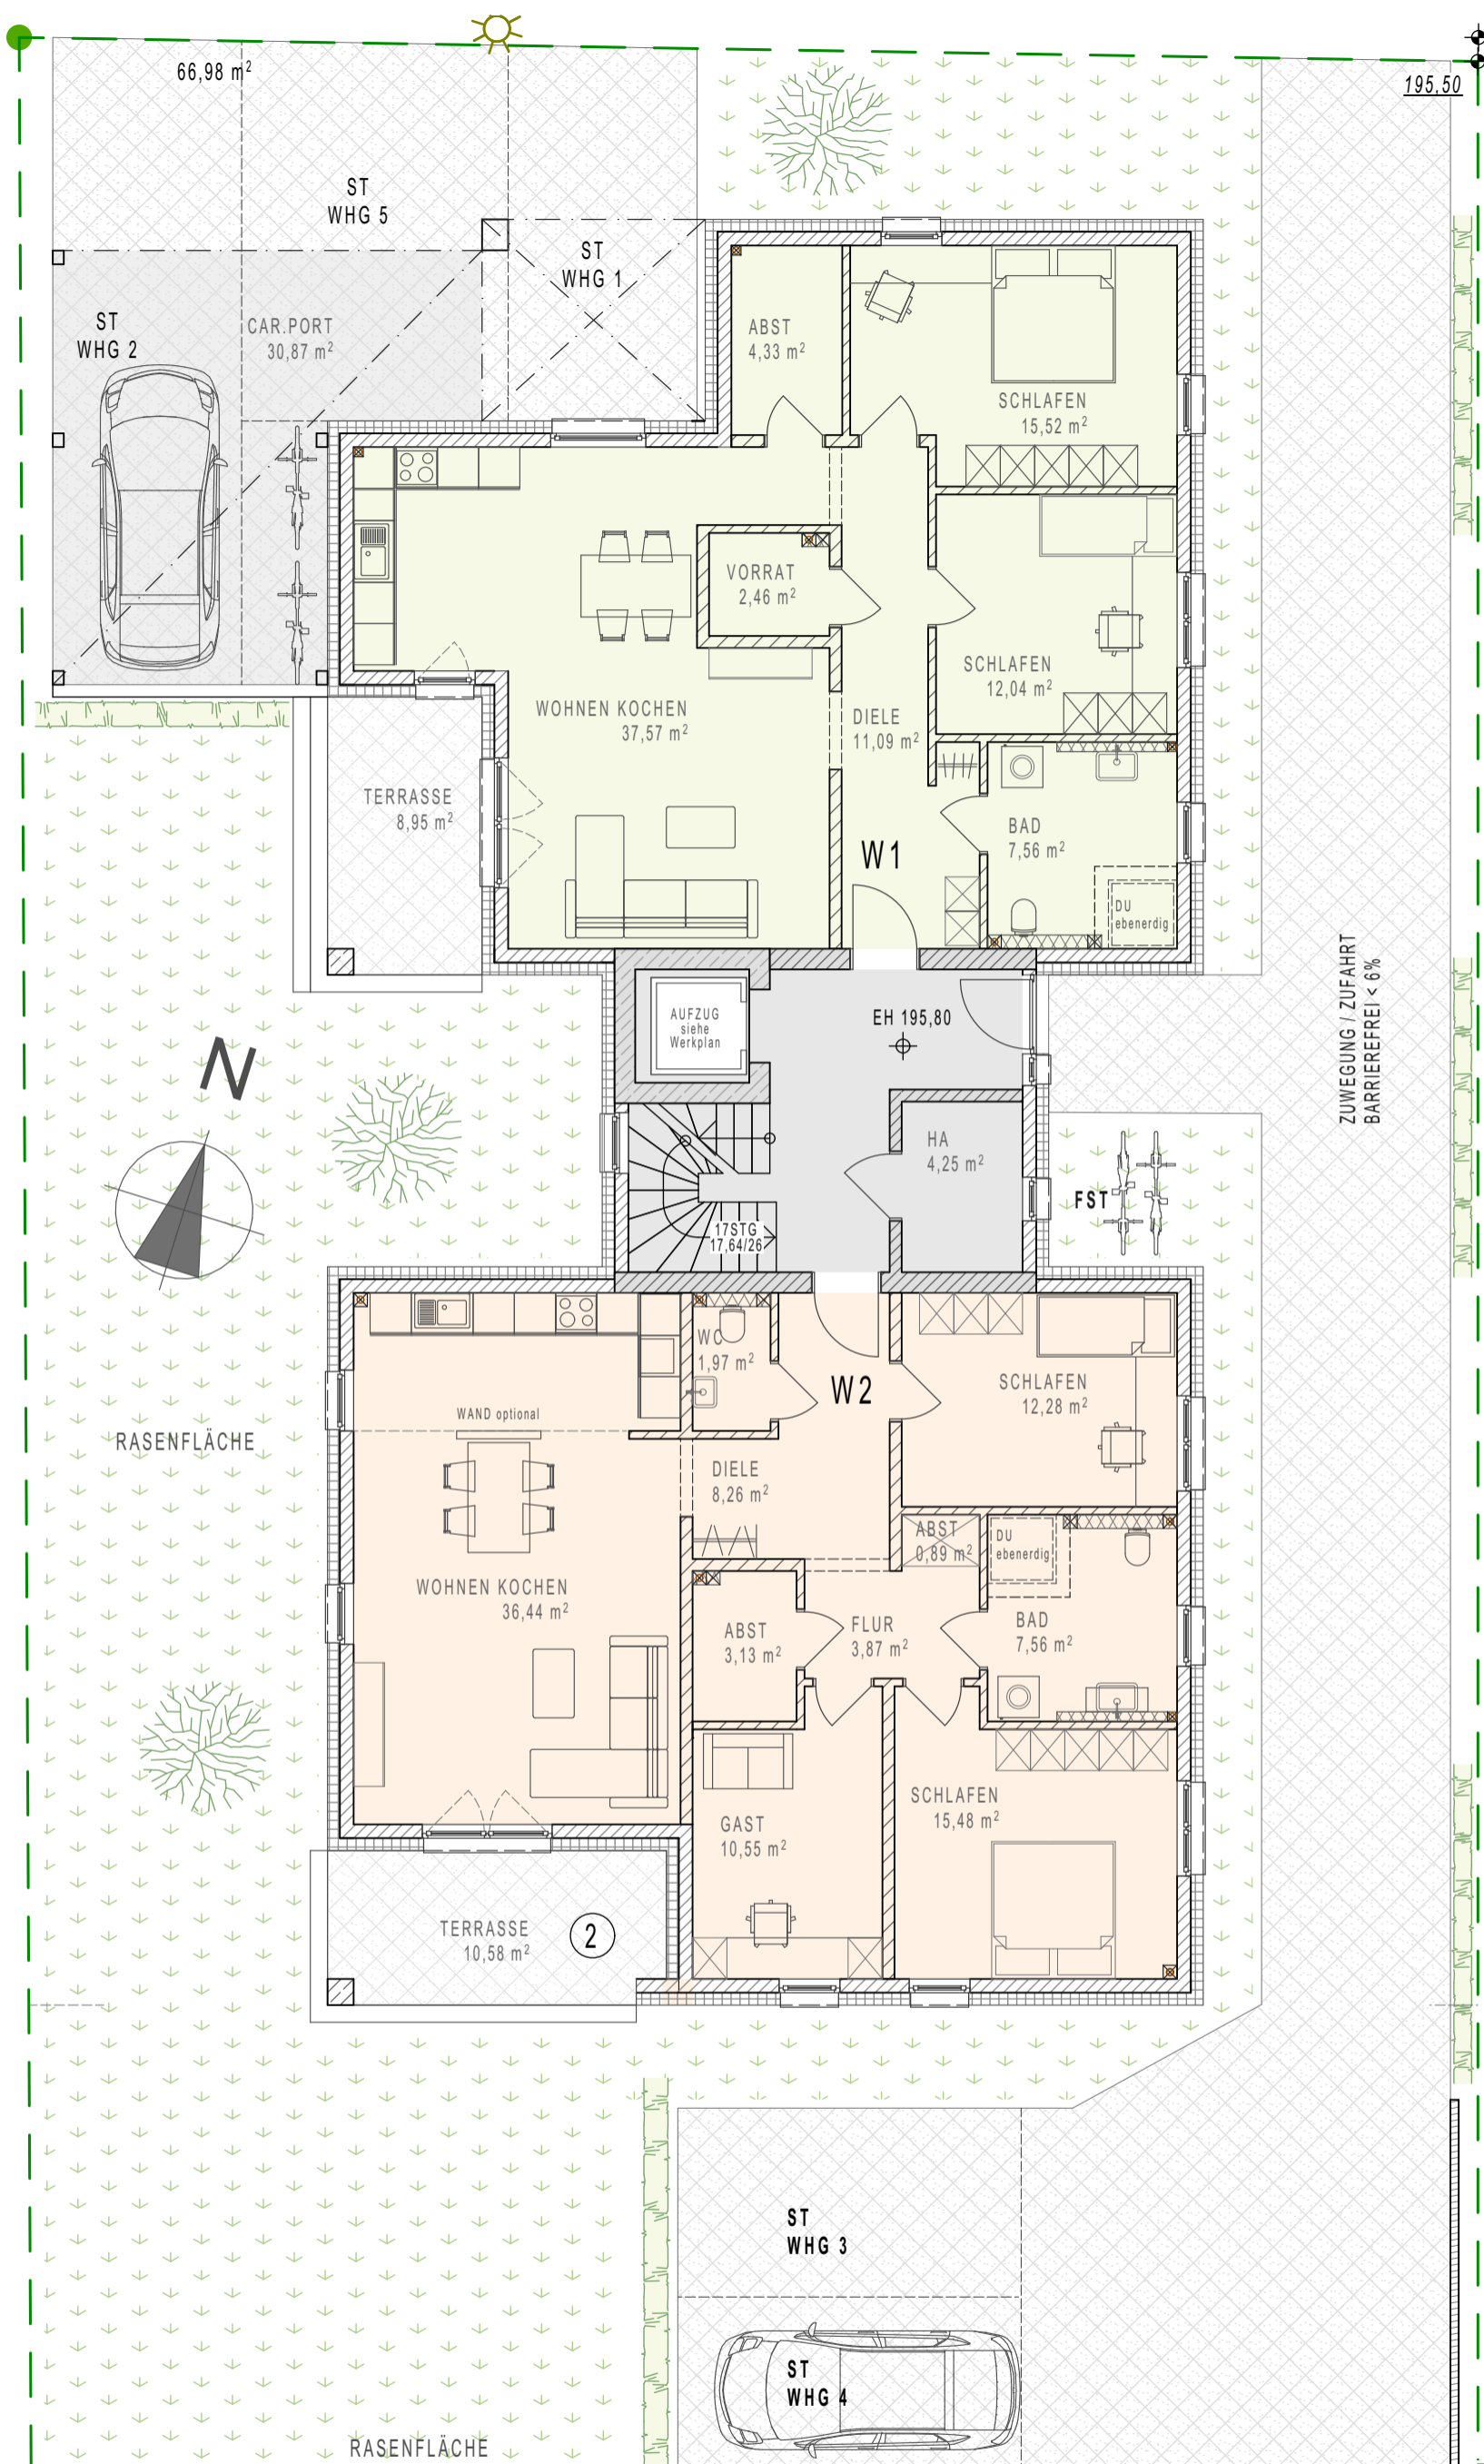 66,98 m²
195,50
ST
WHG 5
ST
WHG 1
ST
WHG 2
CAR.PORT
30,87 m²
ABST
4,33 m²
SCHLAFEN
15,52 m²
VORRAT
2,46 m²
SCHLAFEN
12,04 m²
WOHNEN KOCHEN
37,57 m²
DIELE
11,09 m²
TERRASSE
8,95 m²
BAD
7,56 m²
W1
DU
ebenerdig
AUFZUG
siehe
Werkplan
EH 195,80
ZUWEGUNG / ZUFAHRT
BARRIEREFREI < 6%
N
HA
4,25 m²
FST
17STG
17,64/26
WC
1,97 m²
W2
SCHLAFEN
12,28 m²
WAND optional
RASENFLÄCHE
DIELE
8,26 m²
ABST
0,89 m²
DU
ebenerdig
WOHNEN KOCHEN
36,44 m²
ABST
3,13 m²
FLUR
3,87 m²
BAD
7,56 m²
SCHLAFEN
15,48 m²
GAST
10,55 m²
TERRASSE
10,58 m²
2
ST
WHG 3
ST
WHG 4
RASENFLÄCHE